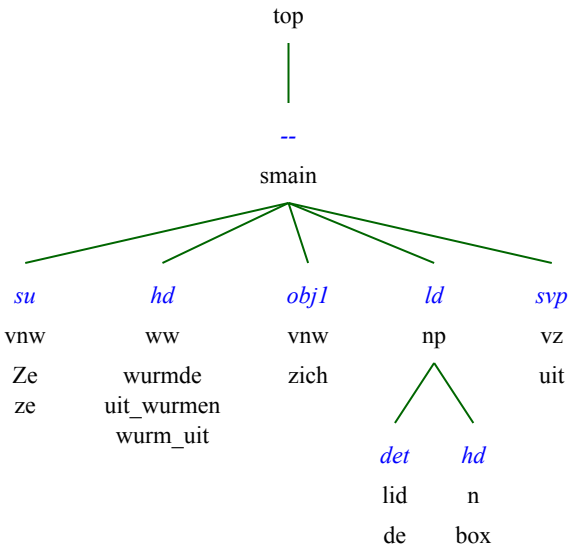 top
--
smain
su hd obj1 ld svp
vnw ww vnw np vz
Ze wurmde zich uit
ze uit_wurmen
wurm_uit
det hd
lid n
de box